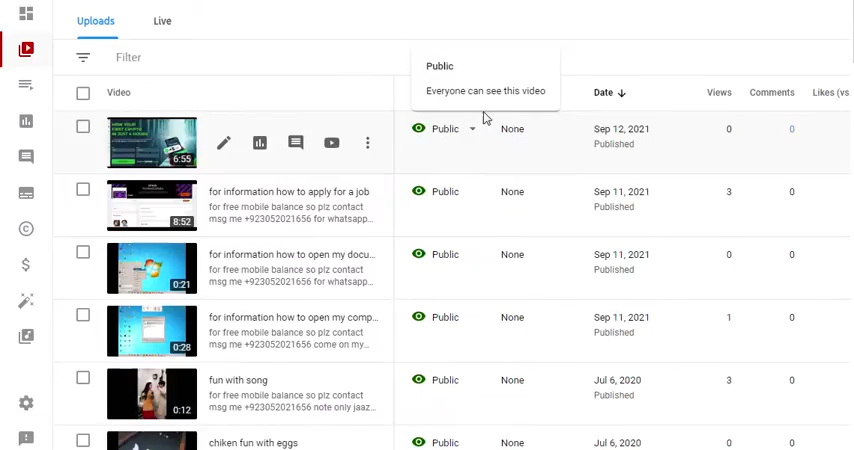 Uploads
Live
Filter
Public
Everyone can see this video
Video
Date
Views
Comments
Likes (vs
YOUR
FIRST CRYPTO
IN JUST 4 HOURS
6:55
Public
None
Sep 12, 2021
Published
0
0
8:52
for information how to apply for a job
for free mobile balance so plz contact
msg me +923052021656 for whatsapp...
Public
None
Sep 11, 2021
Published
3
0
0:21
for information how to open my docu...
for free mobile balance so plz contact
msg me +923052021656 for whatsapp...
Public
None
Sep 11, 2021
Published
0
0
0:28
for information how to open my comp...
for free mobile balance so plz contact
msg me +923052021656 come on my...
Public
None
Sep 11, 2021
Published
1
0
0:12
fun with song
for free mobile balance so plz contact
msg me +923052021656 note only jaaz...
Public
None
Jul 6, 2020
Published
3
0
chiken fun with eggs
Public
None
Jul 6, 2020
0
0